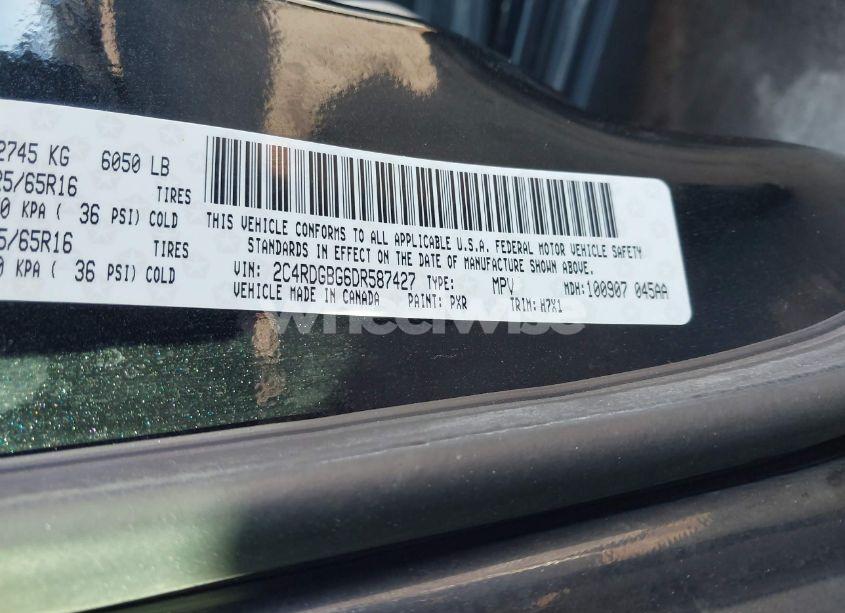 2745 KG 6050 LB
5/65R16 TIRES
0 KPA ( 36 PSI) COLD
5/65R16 TIRES
0 KPA ( 36 PSI) COLD
THIS VEHICLE CONFORMS TO ALL APPLICABLE U.S.A. FEDERAL MOTOR VEHICLE SAFETY
STANDARDS IN EFFECT ON THE DATE OF MANUFACTURE SHOWN ABOVE.
VIN: 2C4RDGBG6DR587427 TYPE: MPV MDH:100907 045AA
VEHICLE MADE IN CANADA PAINT: PXR TRIM: H7X1
wheelwise